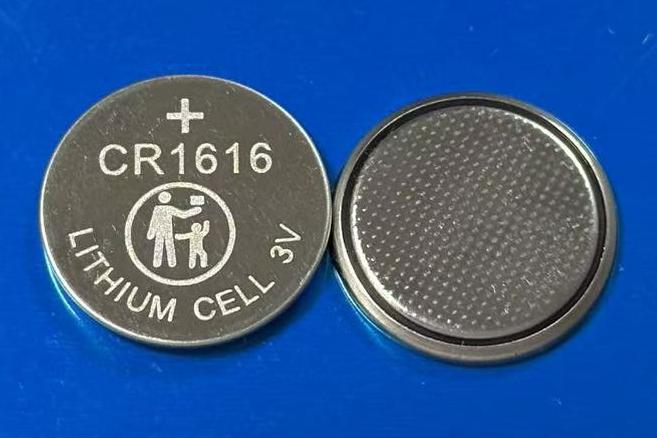 +
CR1616
LITHIUM CELL 3V